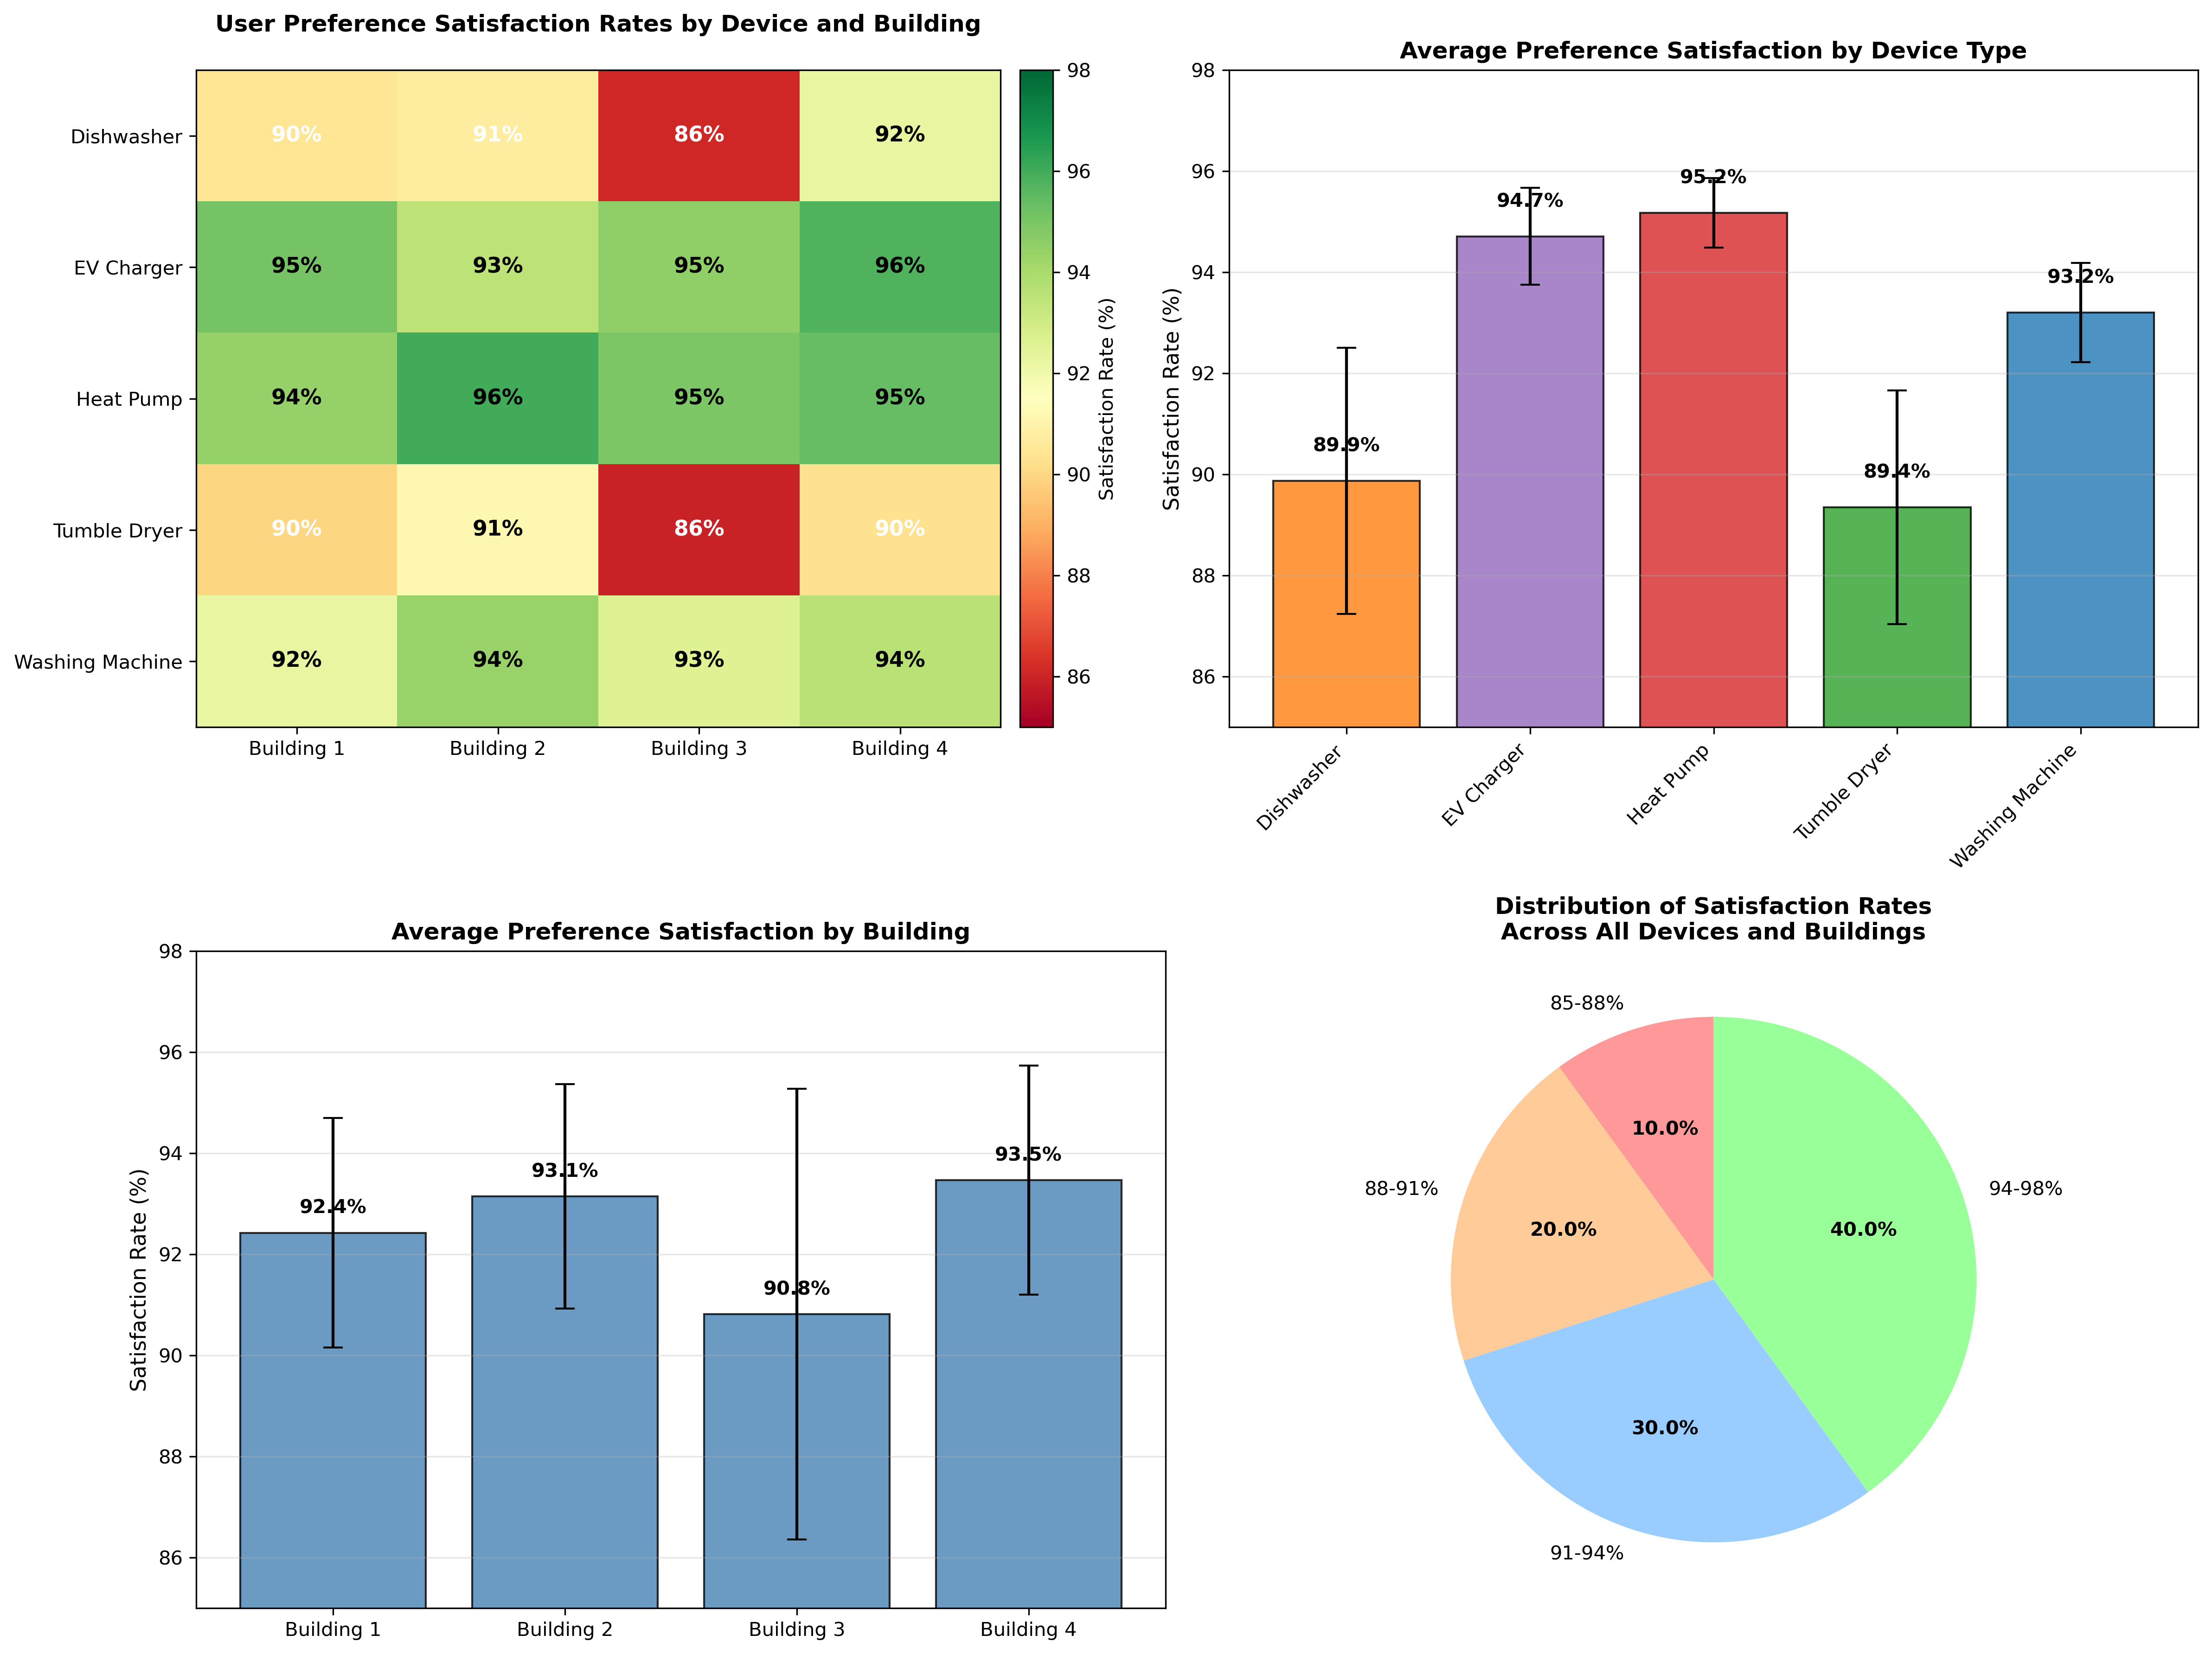 User Preference Satisfaction Rates by Device and Building
Dishwasher
90%
91%
86%
92%
EV Charger
95%
93%
95%
96%
Heat Pump
94%
96%
95%
95%
Tumble Dryer
90%
91%
86%
90%
Washing Machine
92%
94%
93%
94%
Building 1
Building 2
Building 3
Building 4
98
96
94
92
90
88
86
Satisfaction Rate (%)
Average Preference Satisfaction by Device Type
Satisfaction Rate (%)
98
96
94
92
90
88
86
89.9%
94.7%
95.2%
89.4%
93.2%
Dishwasher
EV Charger
Heat Pump
Tumble Dryer
Washing Machine
Average Preference Satisfaction by Building
Satisfaction Rate (%)
98
96
94
92
90
88
86
92.4%
93.1%
90.8%
93.5%
Building 1
Building 2
Building 3
Building 4
Distribution of Satisfaction Rates
Across All Devices and Buildings
85-88%
10.0%
88-91%
20.0%
94-98%
40.0%
30.0%
91-94%